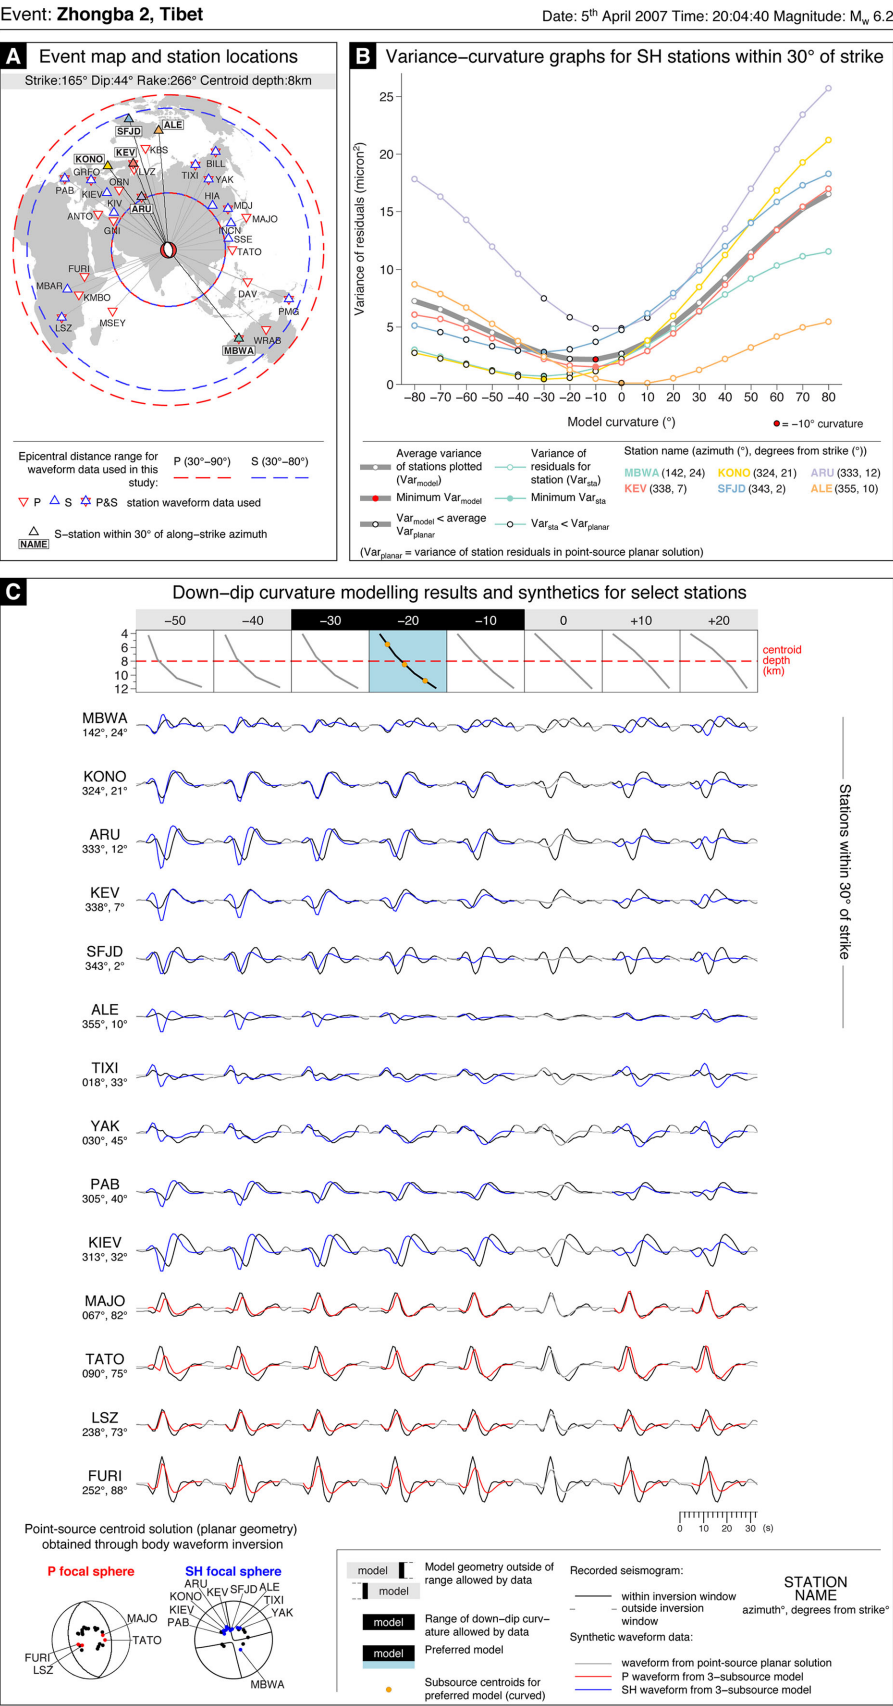 Event: Zhongba 2, Tibet
Date: 5th April 2007 Time: 20:04:40 Magnitude: Mw 6.2
A Event map and station locations
Strike:165° Dip:44° Rake:266° Centroid depth:8km
SFJD
ALE
KONO
KEV
KBS
LVZ
GRFO
PAB
OBN
KIEV
KIV
ARU
ANTO
GNI
TIXI
BILL
YAK
HIA
MDJ
MAJO
INCN
SSE
TATO
FURI
MBAR
KMBO
LSZ
MSEY
DAV
PMG
WRAB
MBWA
Epicentral distance range for
waveform data used in this
study:
P (30°−90°)
S (30°−80°)
P S P&S station waveform data used
NAME
S−station within 30° of along−strike azimuth
B Variance−curvature graphs for SH stations within 30° of strike
Variance of residuals (micron²)
25
20
15
10
5
0
−80 −70 −60 −50 −40 −30 −20 −10 0 10 20 30 40 50 60 70 80
Model curvature (°)
= −10° curvature
Average variance
of stations plotted
(Varmodel)
Minimum Varmodel
Varmodel < average
Varplanar
Variance of
residuals for
station (Varsta)
Minimum Varsta
Varsta < Varplanar
Station name (azimuth (°), degrees from strike (°))
MBWA (142, 24) KONO (324, 21) ARU (333, 12)
KEV (338, 7) SFJD (343, 2) ALE (355, 10)
(Varplanar = variance of station residuals in point−source planar solution)
C Down−dip curvature modelling results and synthetics for select stations
−50 −40 −30 −20 −10 0 +10 +20
4
6
8
10
12
centroid
depth
(km)
MBWA
142°, 24°
KONO
324°, 21°
ARU
333°, 12°
KEV
338°, 7°
SFJD
343°, 2°
ALE
355°, 10°
TIXI
018°, 33°
YAK
030°, 45°
PAB
305°, 40°
KIEV
313°, 32°
MAJO
067°, 82°
TATO
090°, 75°
LSZ
238°, 73°
FURI
252°, 88°
Stations within 30° of strike
0 10 20 30 (s)
Point−source centroid solution (planar geometry)
obtained through body waveform inversion
P focal sphere
MAJO
TATO
FURI
LSZ
SH focal sphere
ARU
KEV
SFJD
ALE
KONO
TIXI
KIEV
YAK
PAB
MBWA
model
model
Model geometry outside of
range allowed by data
model
Range of down−dip curv−
ature allowed by data
model
Preferred model
Subsource centroids for
preferred model (curved)
Recorded seismogram:
within inversion window
outside inversion
window
Synthetic waveform data:
waveform from point−source planar solution
P waveform from 3−subsource model
SH waveform from 3−subsource model
STATION
NAME
azimuth°, degrees from strike°